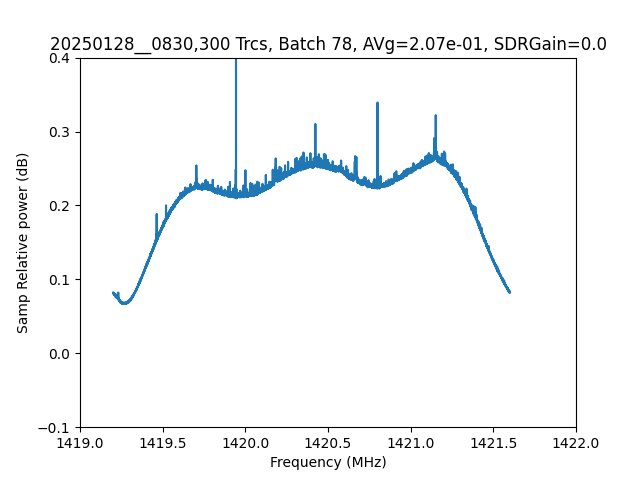 20250128__0830,300 Trcs, Batch 78, AVg=2.07e-01, SDRGain=0.0
0.4
0.3
0.2
0.1
0.0
−0.1
Samp Relative power (dB)
1419.0 1419.5 1420.0 1420.5 1421.0 1421.5 1422.0
Frequency (MHz)